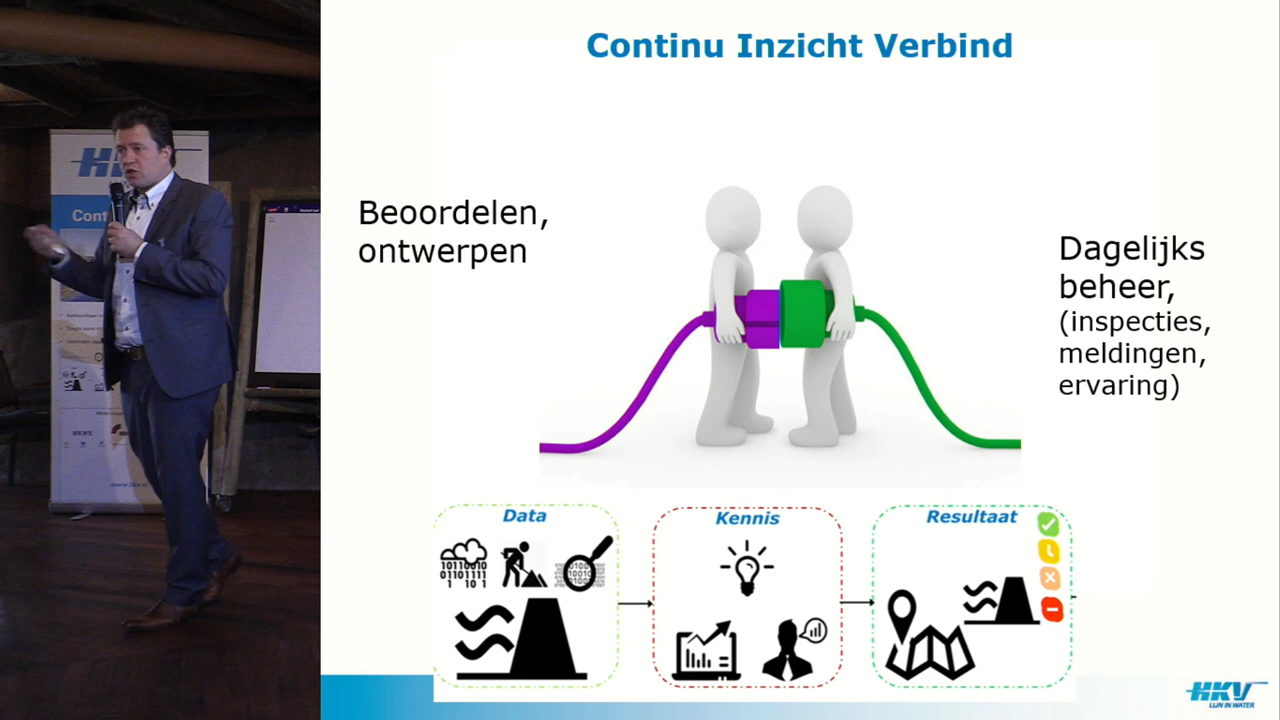 Continu Inzicht Verbind
Beoordelen,
ontwerpen
Dagelijks
beheer,
(inspecties,
meldingen,
ervaring)
Data
Kennis
Resultaat
HKV
LIJN IN WATER